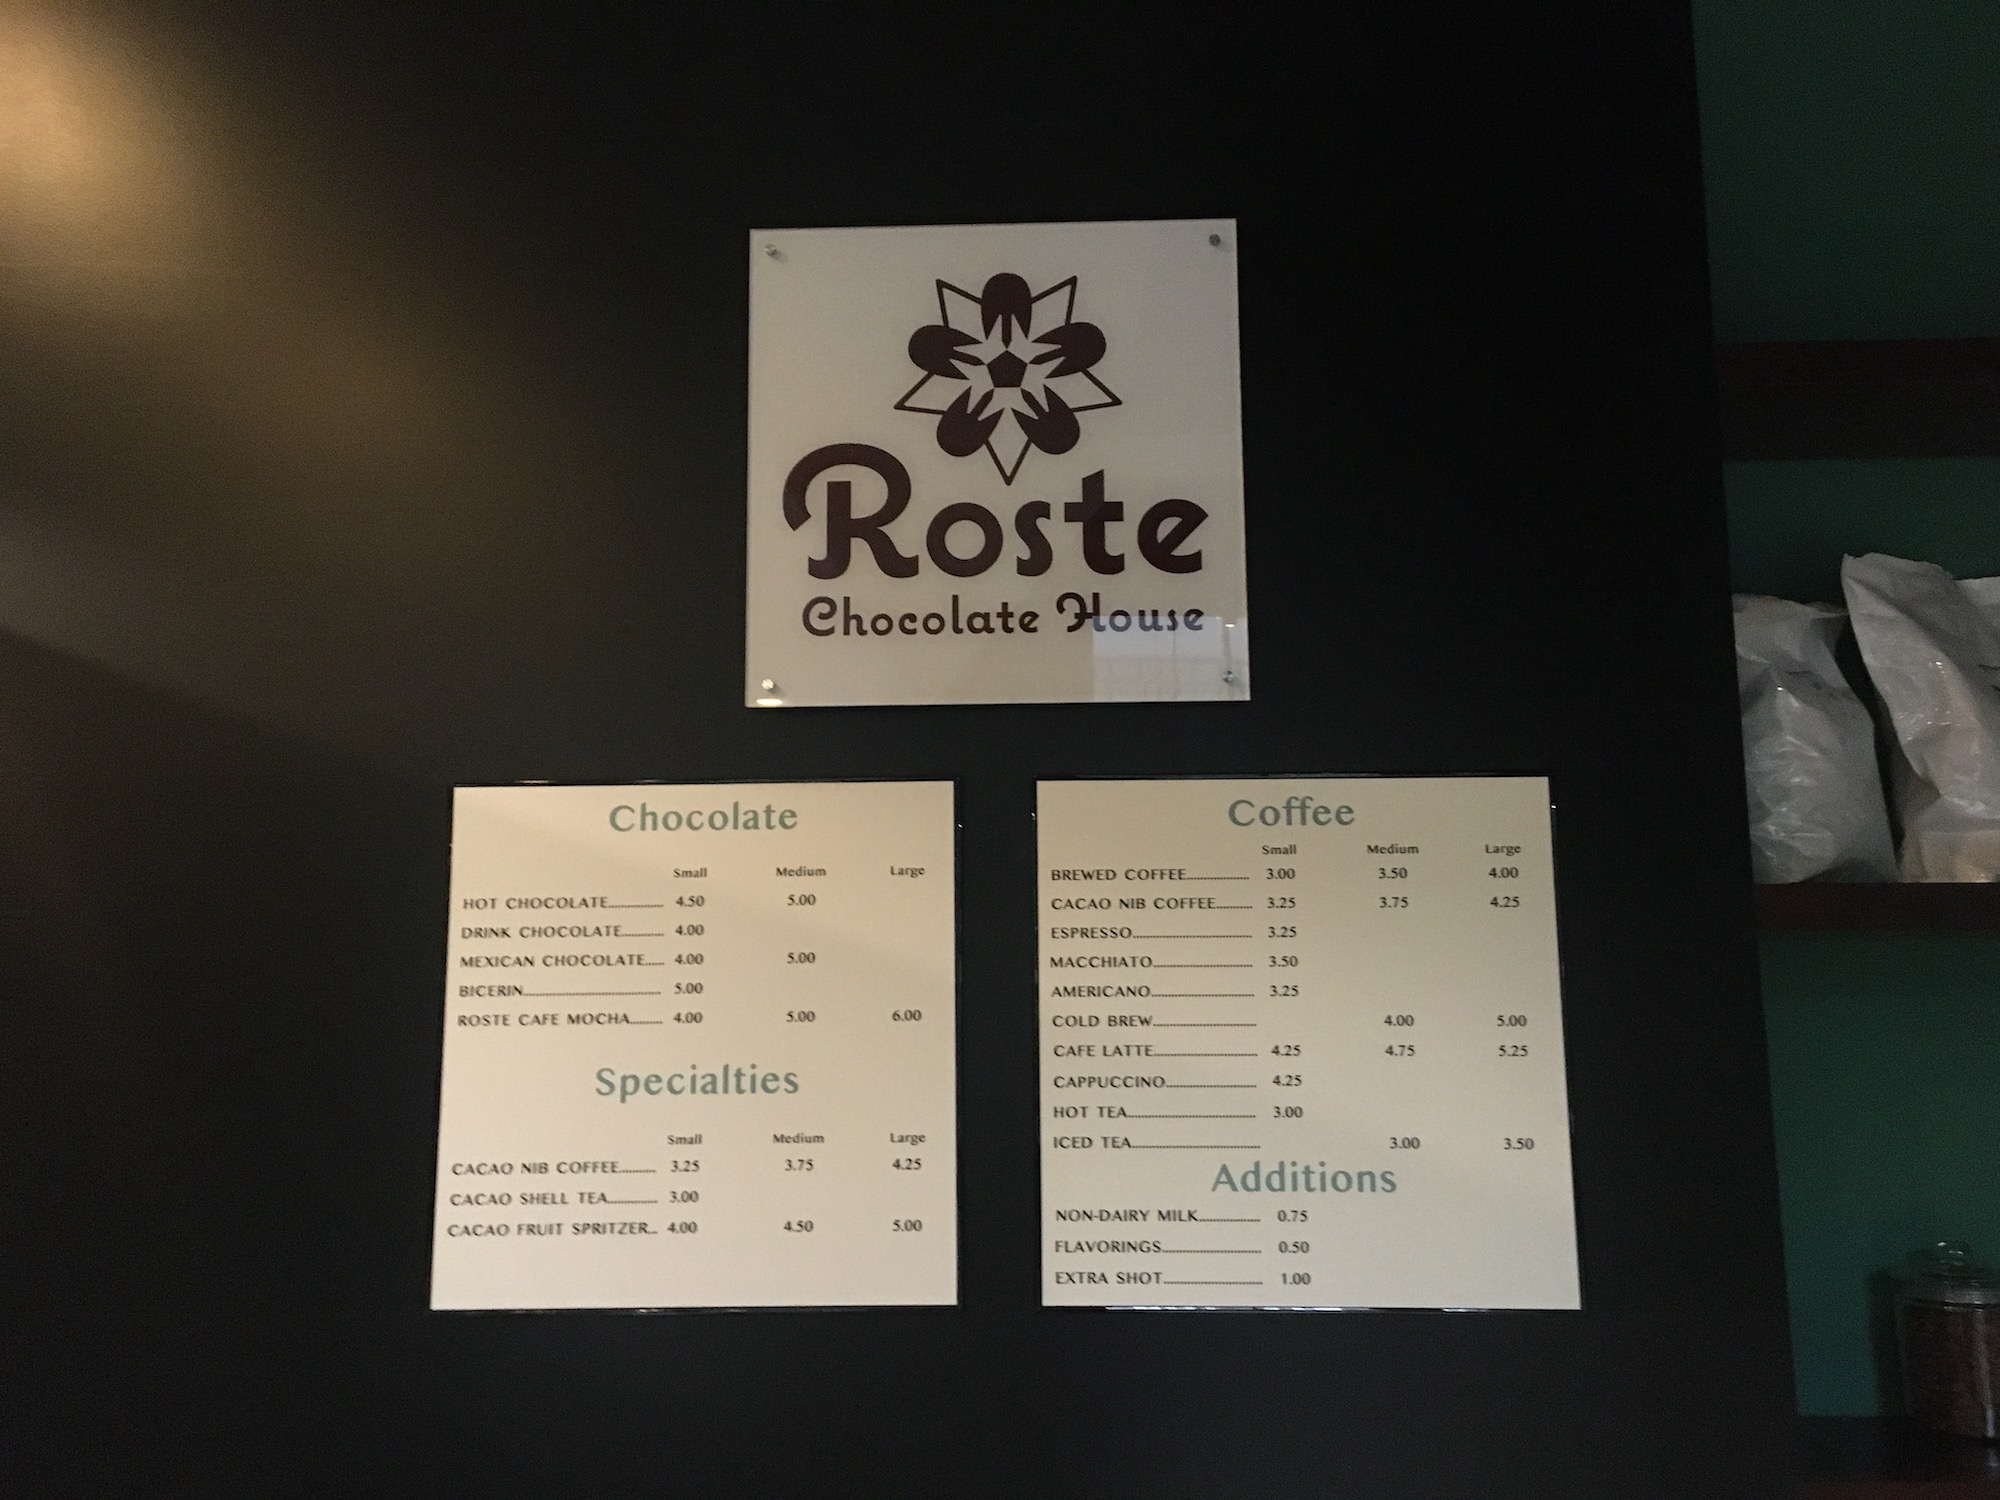 Roste
Chocolate House
Chocolate
Small Medium Large
HOT CHOCOLATE 4.50 5.00
DRINK CHOCOLATE 4.00
MEXICAN CHOCOLATE 4.00 5.00
BICERIN 5.00
ROSTE CAFE MOCHA 4.00 5.00 6.00
Specialties
Small Medium Large
CACAO NIB COFFEE 3.25 3.75 4.25
CACAO SHELL TEA 3.00
CACAO FRUIT SPRITZER 4.00 4.50 5.00
Coffee
Small Medium Large
BREWED COFFEE 3.00 3.50 4.00
CACAO NIB COFFEE 3.25 3.75 4.25
ESPRESSO 3.25
MACCHIATO 3.50
AMERICANO 3.25
COLD BREW 4.00 5.00
CAFE LATTE 4.25 4.75 5.25
CAPPUCCINO 4.25
HOT TEA 3.00
ICED TEA 3.00 3.50
Additions
NON-DAIRY MILK 0.75
FLAVORINGS 0.50
EXTRA SHOT 1.00